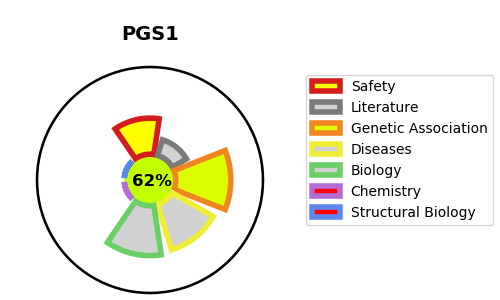 PGS1
62%
Safety
Literature
Genetic Association
Diseases
Biology
Chemistry
Structural Biology